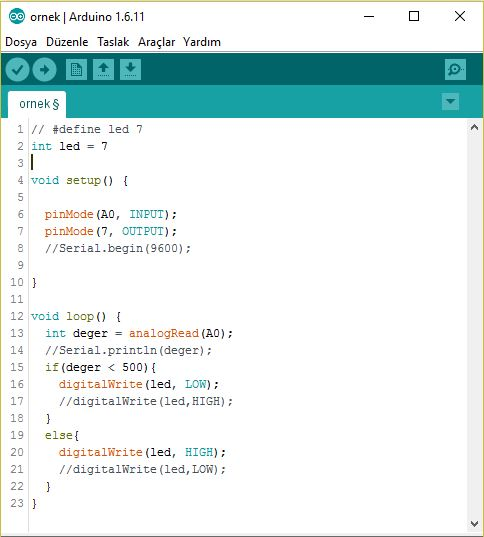 ornek | Arduino 1.6.11
Dosya Düzenle Taslak Araçlar Yardım
ornek §
1 // #define led 7
2 int led = 7
3
4 void setup() {
5
6   pinMode(A0, INPUT);
7   pinMode(7, OUTPUT);
8   //Serial.begin(9600);
9
10 }
11
12 void loop() {
13   int deger = analogRead(A0);
14   //Serial.println(deger);
15   if(deger < 500){
16     digitalWrite(led, LOW);
17     //digitalWrite(led,HIGH);
18   }
19   else{
20     digitalWrite(led, HIGH);
21     //digitalWrite(led,LOW);
22   }
23 }